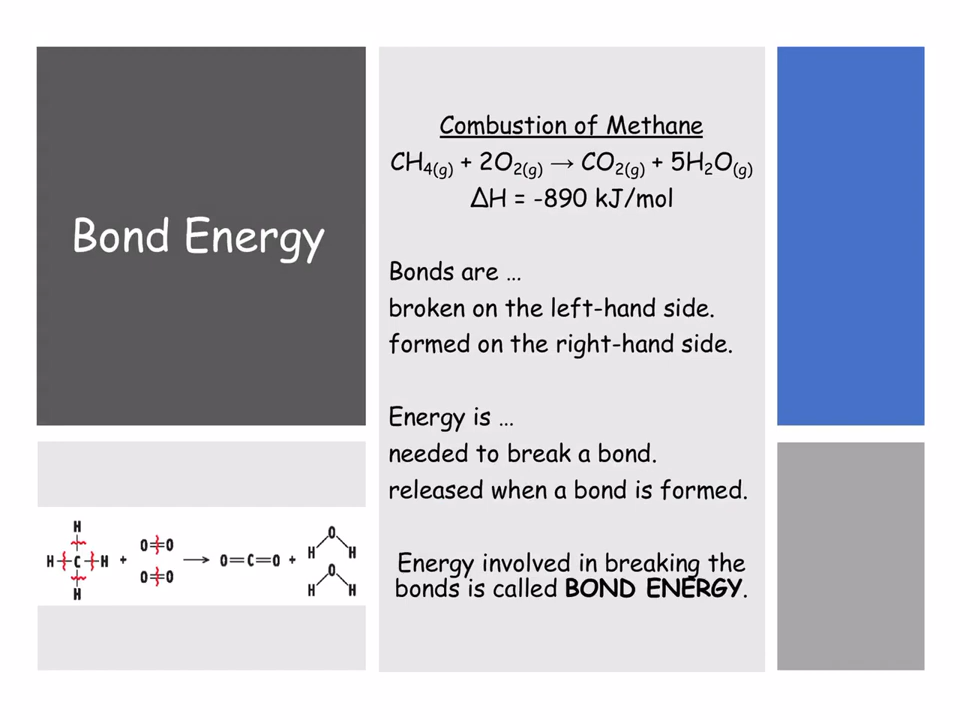 Bond Energy
Combustion of Methane
CH₄(g) + 2O₂(g) → CO₂(g) + 5H₂O(g)
ΔH = -890 kJ/mol
Bonds are …
broken on the left-hand side.
formed on the right-hand side.
Energy is …
needed to break a bond.
released when a bond is formed.
Energy involved in breaking the
bonds is called BOND ENERGY.
H
H C H + O=O → O=C=O + O
H H
O=O
O
H
H H